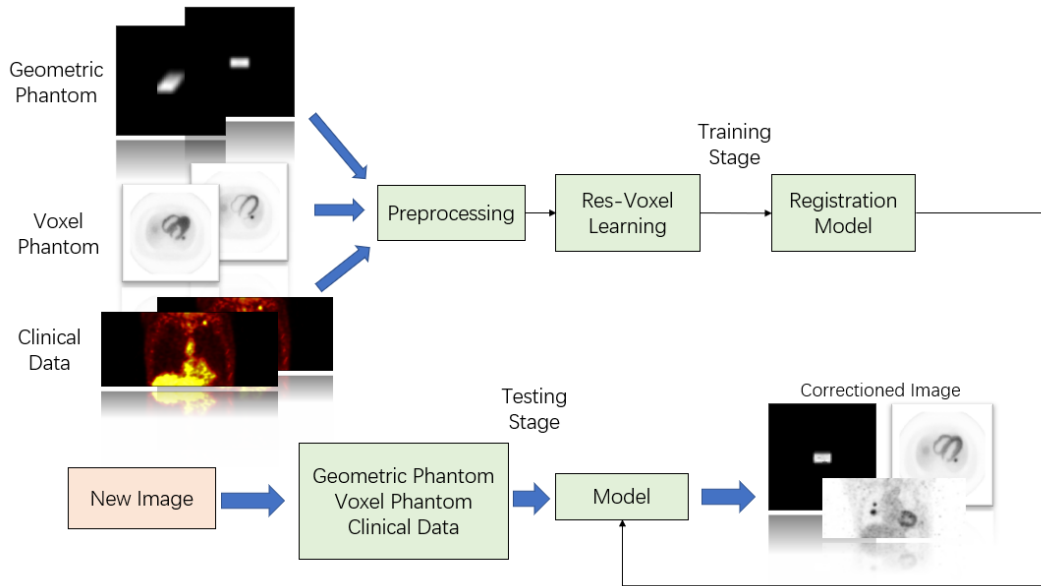 Geometric
Phantom
Voxel
Phantom
Clinical
Data
Preprocessing
Res-Voxel
Learning
Training
Stage
Registration
Model
Testing
Stage
New Image
Geometric Phantom
Voxel Phantom
Clinical Data
Model
Correctioned Image